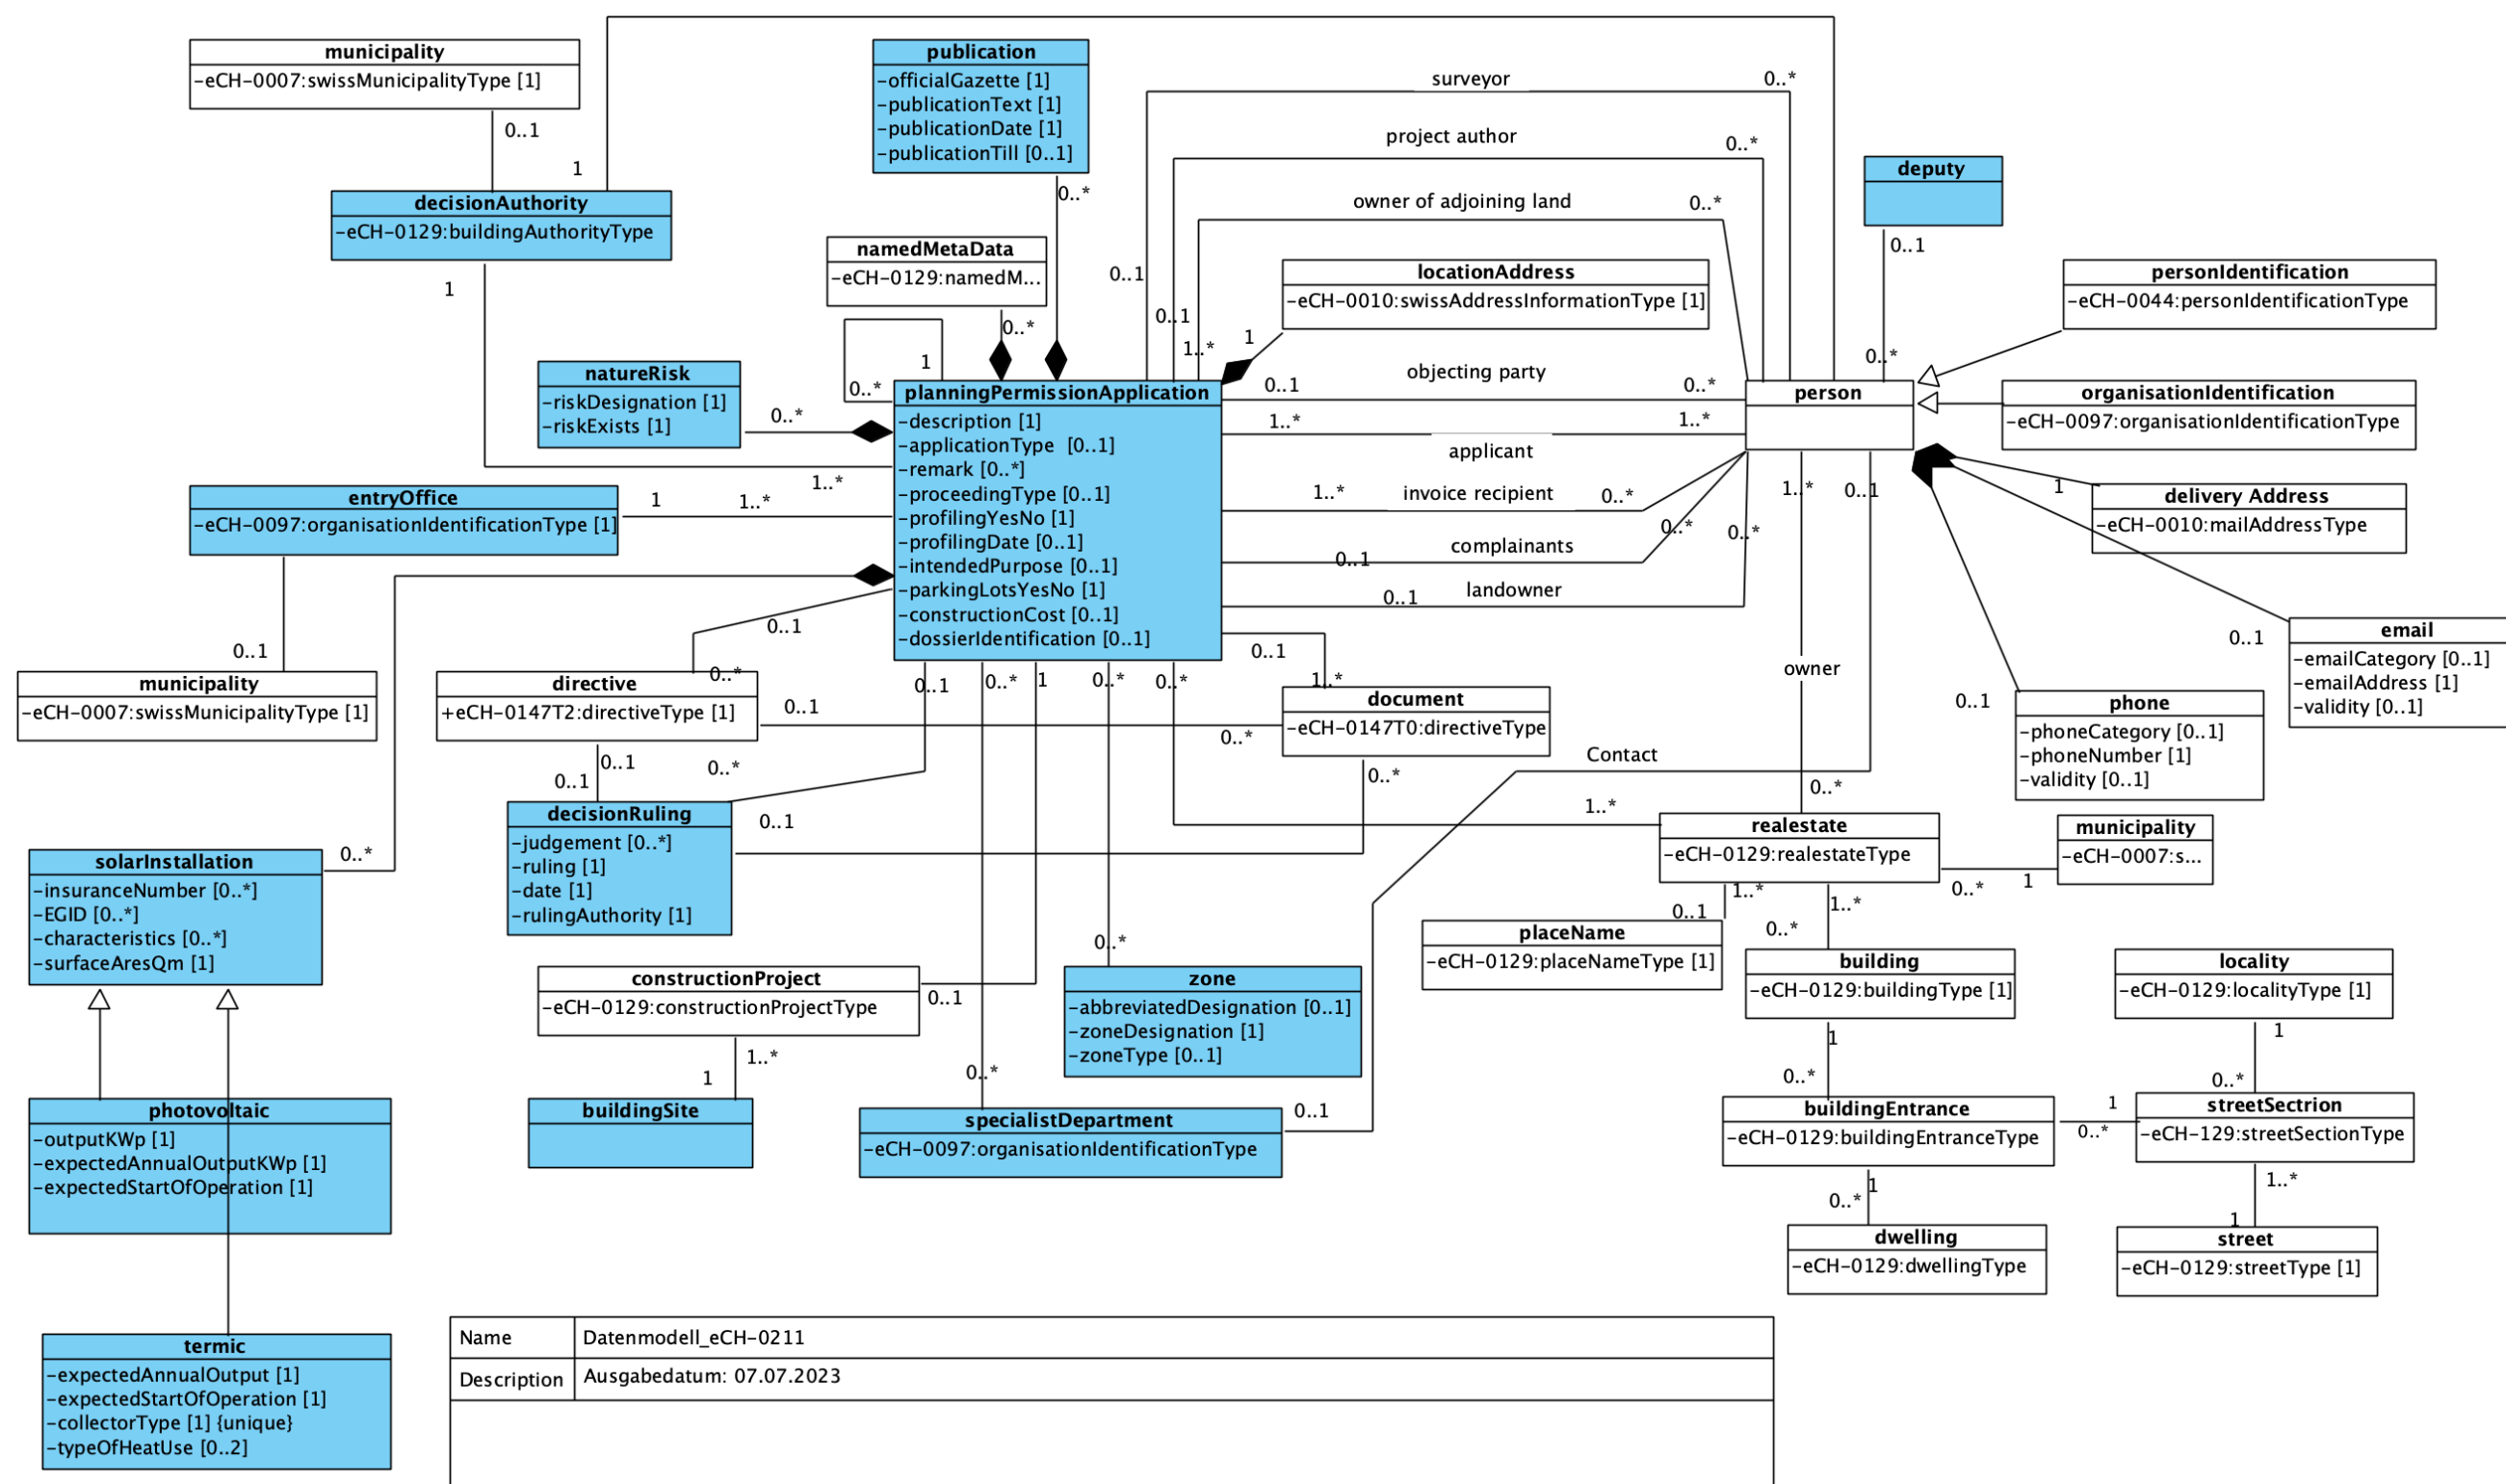 municipality
-eCH-0007:swissMunicipalityType [1]
0..1
1
decisionAuthority
-eCH-0129:buildingAuthorityType
1
1..*
publication
-officialGazette [1]
-publicationText [1]
-publicationDate [1]
-publicationTill [0..1]
0..*
namedMetaData
-eCH-0129:namedM...
0..*
1
0..*
surveyor
0..*
0..1
project author
0..*
0..1
owner of adjoining land
0..*
1..*
locationAddress
-eCH-0010:swissAddressInformationType [1]
1
deputy
0..1
0..*
personIdentification
-eCH-0044:personIdentificationType
organisationIdentification
-eCH-0097:organisationIdentificationType
person
natureRisk
-riskDesignation [1]
-riskExists [1]
0..*
planningPermissionApplication
-description [1]
-applicationType [0..1]
-remark [0..*]
-proceedingType [0..1]
-profilingYesNo [1]
-profilingDate [0..1]
-intendedPurpose [0..1]
-parkingLotsYesNo [1]
-constructionCost [0..1]
-dossierIdentification [0..1]
0..1
objecting party
0..*
1..*
applicant
1..*
1..*
invoice recipient
0..*
0..1
complainants
0..*
0..1
landowner
0..*
1..*
owner
0..*
0..1
Contact
0..1
1
delivery Address
-eCH-0010:mailAddressType
0..1
email
-emailCategory [0..1]
-emailAddress [1]
-validity [0..1]
0..1
phone
-phoneCategory [0..1]
-phoneNumber [1]
-validity [0..1]
entryOffice
-eCH-0097:organisationIdentificationType [1]
1
1..*
0..1
municipality
-eCH-0007:swissMunicipalityType [1]
0..1
0..*
directive
+eCH-0147T2:directiveType [1]
0..1
0..*
0..1
1..*
document
-eCH-0147T0:directiveType
0..*
0..1
0..1
0..1
0..*
0..1
decisionRuling
-judgement [0..*]
-ruling [1]
-date [1]
-rulingAuthority [1]
0..*
1
0..*
0..*
1..*
0..*
solarInstallation
-insuranceNumber [0..*]
-EGID [0..*]
-characteristics [0..*]
-surfaceAresQm [1]
photovoltaic
-outputKWp [1]
-expectedAnnualOutputKWp [1]
-expectedStartOfOperation [1]
termic
-expectedAnnualOutput [1]
-expectedStartOfOperation [1]
-collectorType [1] {unique}
-typeOfHeatUse [0..2]
constructionProject
-eCH-0129:constructionProjectType
0..1
1..*
1
buildingSite
0..*
zone
-abbreviatedDesignation [0..1]
-zoneDesignation [1]
-zoneType [0..1]
0..*
specialistDepartment
-eCH-0097:organisationIdentificationType
realestate
-eCH-0129:realestateType
0..*
1
municipality
-eCH-0007:s...
1..*
0..1
placeName
-eCH-0129:placeNameType [1]
1..*
0..*
building
-eCH-0129:buildingType [1]
1
0..*
buildingEntrance
-eCH-0129:buildingEntranceType
1
0..*
dwelling
-eCH-0129:dwellingType
locality
-eCH-0129:localityType [1]
1
0..*
streetSectrion
-eCH-129:streetSectionType
1
0..*
1..*
1
street
-eCH-0129:streetType [1]
Name
Datenmodell_eCH-0211
Description
Ausgabedatum: 07.07.2023